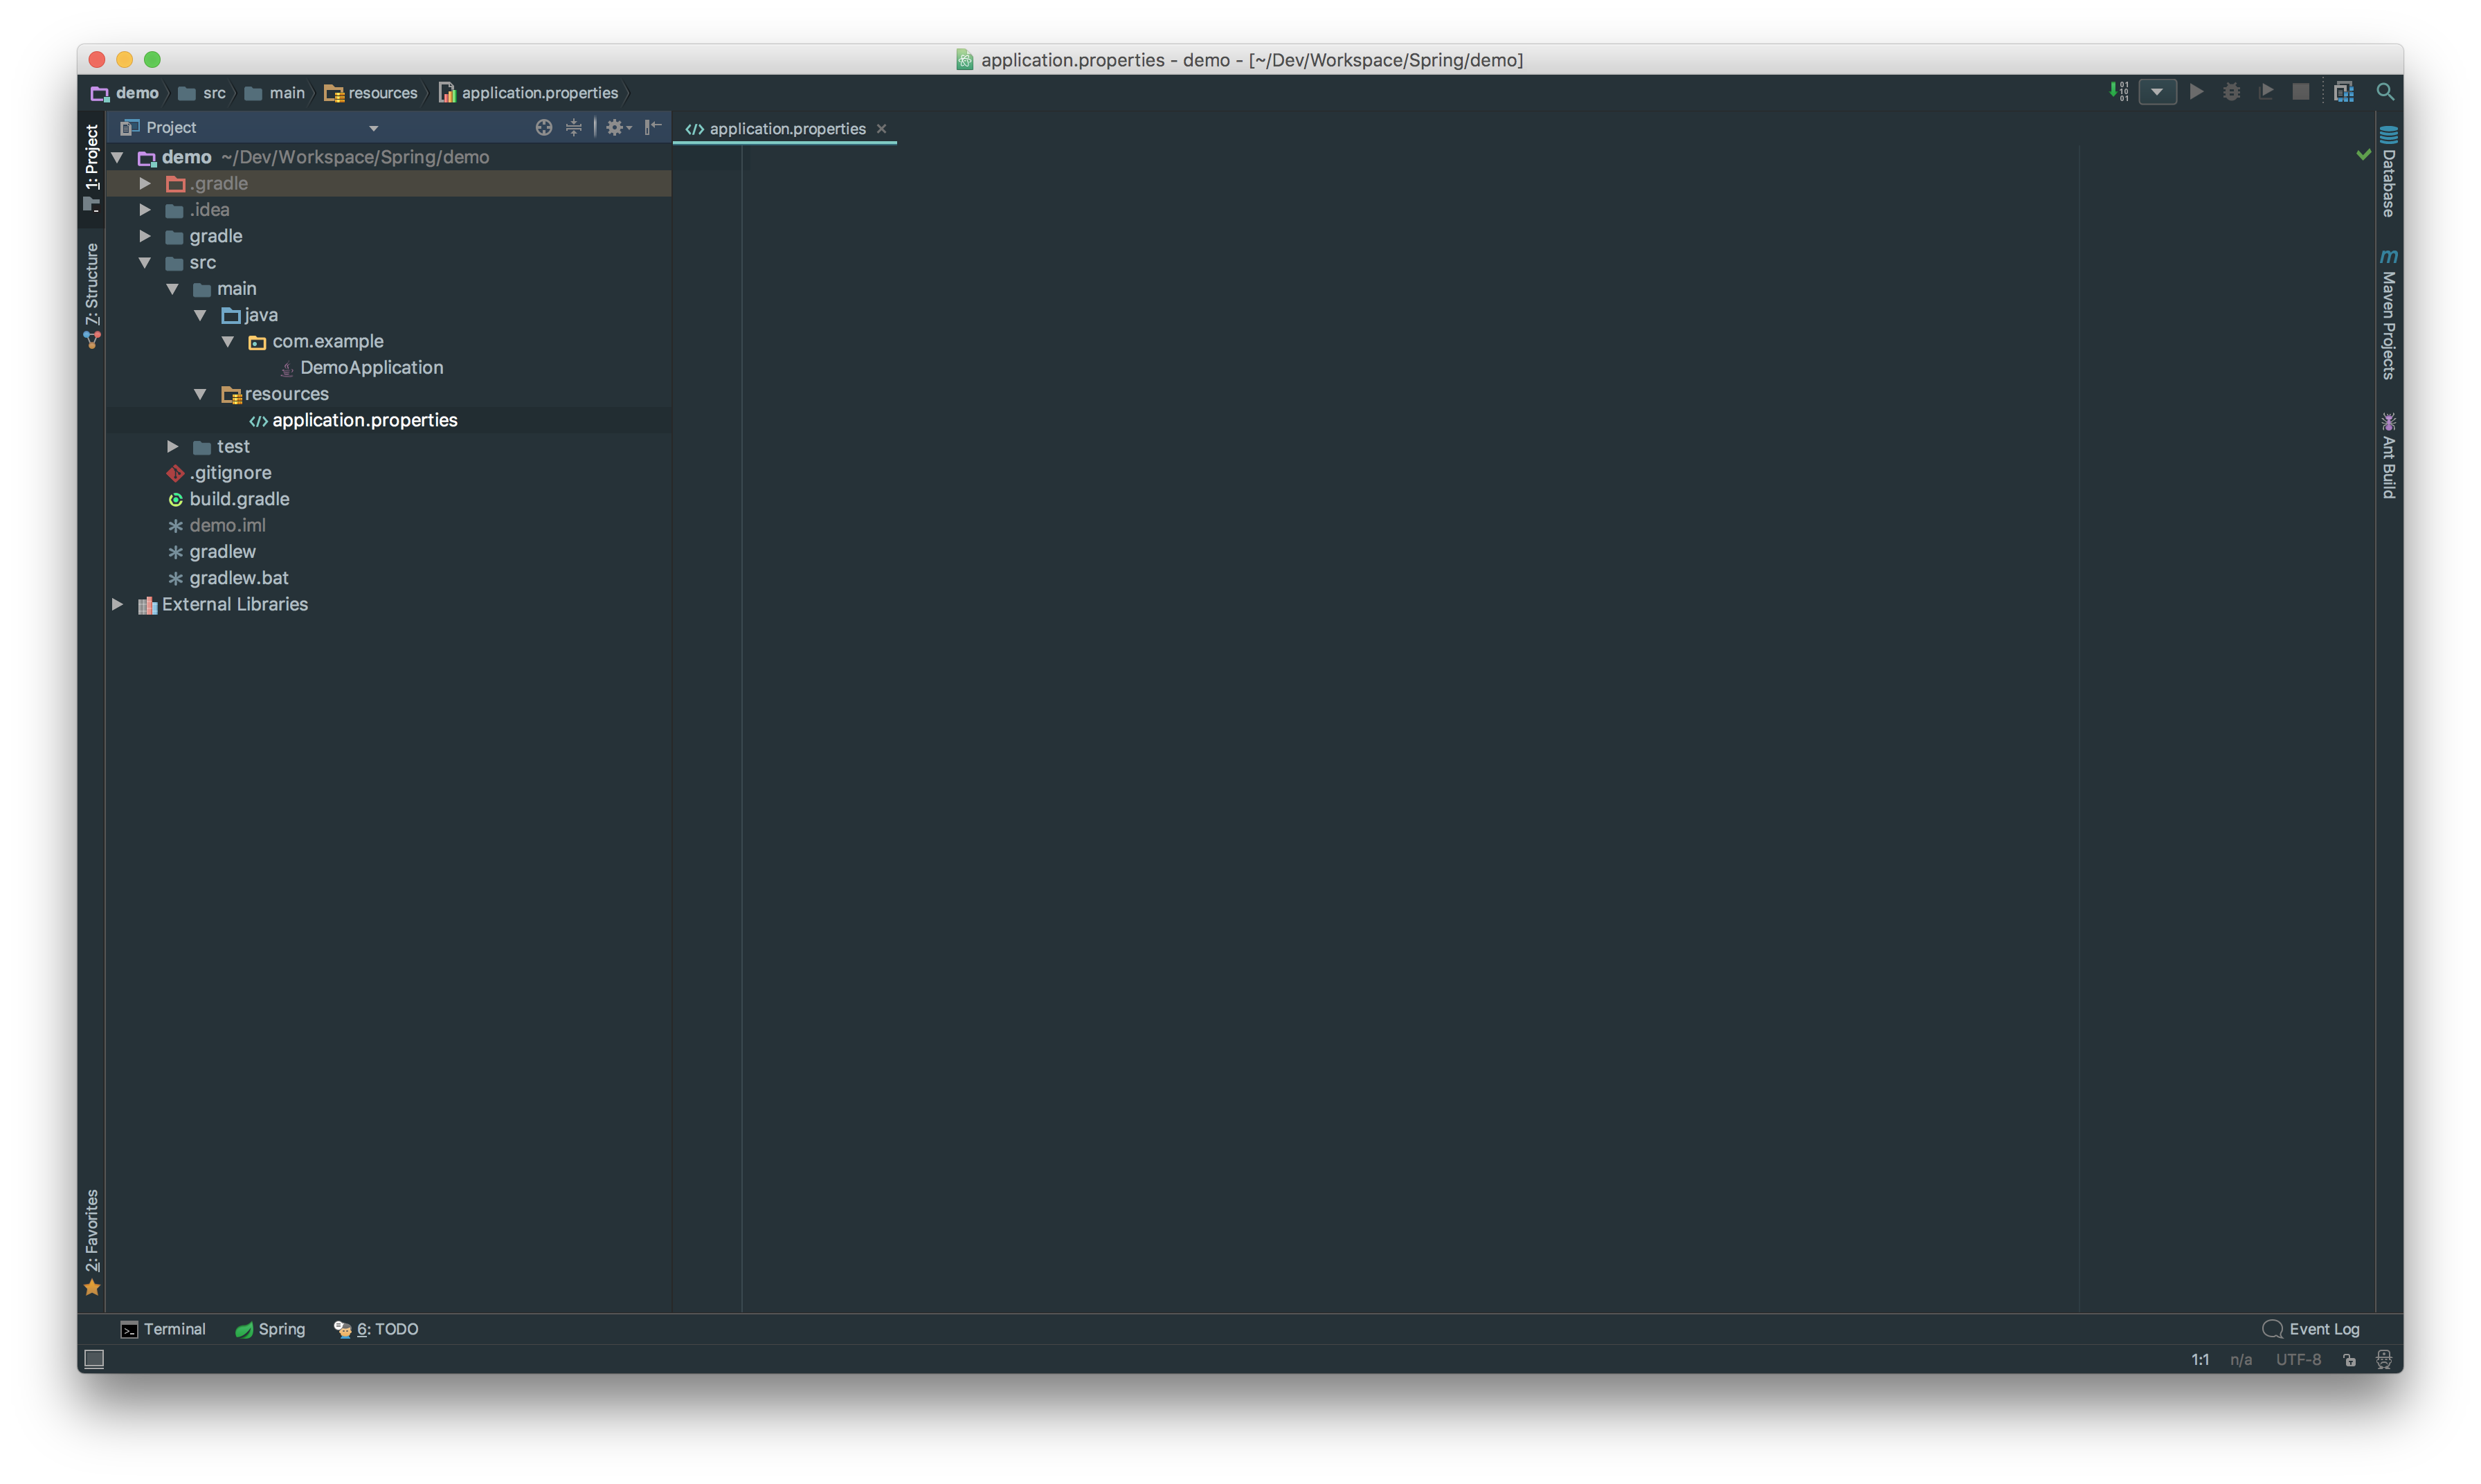 application.properties - demo - [~/Dev/Workspace/Spring/demo]
demo src main resources application.properties
Project
application.properties
1: Project
7: Structure
2: Favorites
demo ~/Dev/Workspace/Spring/demo
.gradle
.idea
gradle
src
main
java
com.example
DemoApplication
resources
application.properties
test
.gitignore
build.gradle
demo.iml
gradlew
gradlew.bat
External Libraries
Database
m Maven Projects
Ant Build
Terminal Spring 6: TODO Event Log
1:1 n/a UTF-8